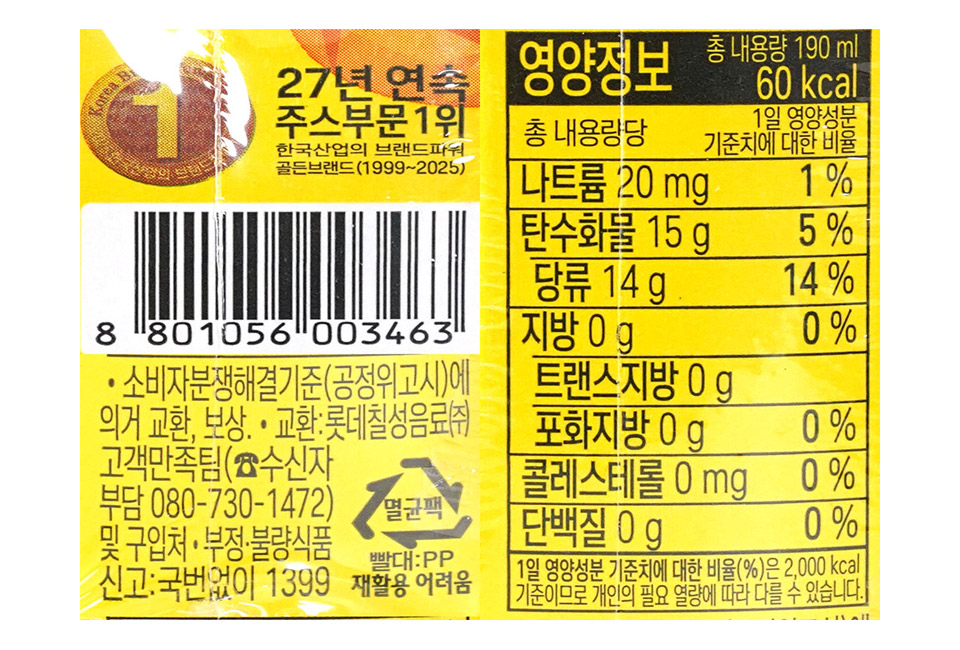 Korea B
1
산업의 브랜드
27년 연속
주스부문 1위
한국산업의 브랜드파워
골든브랜드(1999~2025)
8 801056 003463
• 소비자분쟁해결기준(공정위고시)에
의거 교환, 보상. • 교환:롯데칠성음료㈜
고객만족팀(☎수신자
부담 080-730-1472)
및 구입처 • 부정·불량식품
신고:국번없이 1399
멸균팩
빨대:PP
재활용 어려움
영양정보
총 내용량 190 ml
60 kcal
총 내용량당
1일 영양성분
기준치에 대한 비율
나트륨 20 mg 1 %
탄수화물 15 g 5 %
당류 14 g 14 %
지방 0 g 0 %
트랜스지방 0 g
포화지방 0 g 0 %
콜레스테롤 0 mg 0 %
단백질 0 g 0 %
1일 영양성분 기준치에 대한 비율(%)은 2,000 kcal
기준이므로 개인의 필요 열량에 따라 다를 수 있습니다.